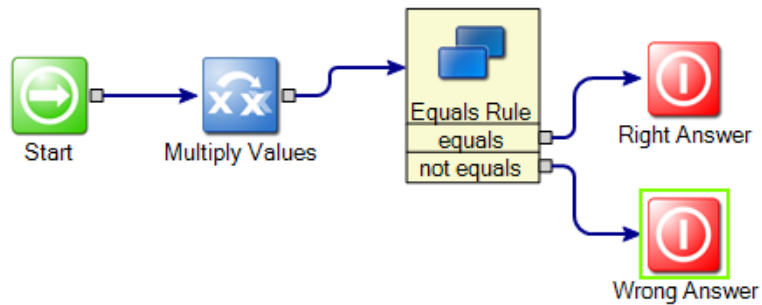 Start
Multiply Values
Equals Rule
equals
not equals
Right Answer
Wrong Answer